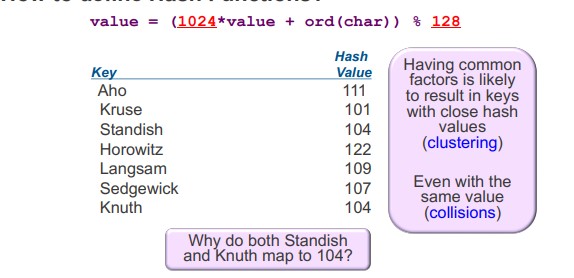 value = (1024*value + ord(char)) % 128
Hash
Key Value
Aho 111
Kruse 101
Standish 104
Horowitz 122
Langsam 109
Sedgewick 107
Knuth 104
Having common
factors is likely
to result in keys
with close hash
values
(clustering)
Even with the
same value
(collisions)
Why do both Standish
and Knuth map to 104?